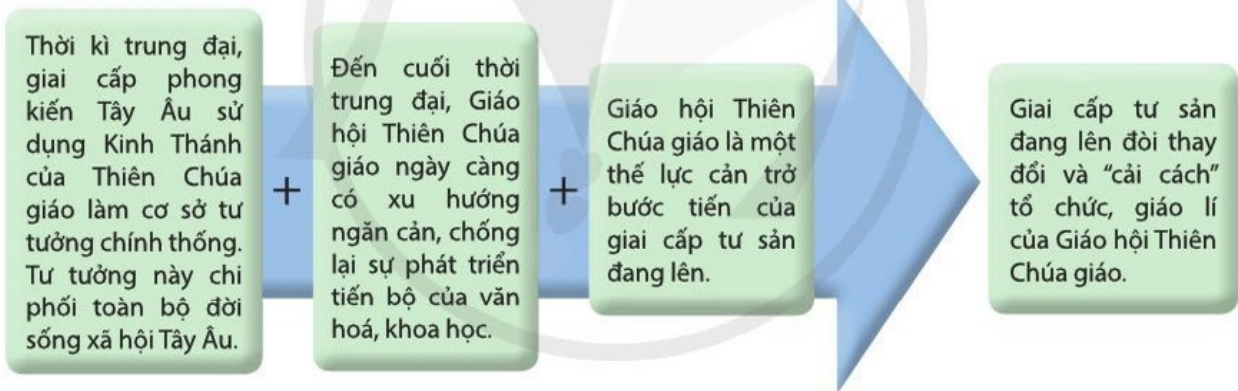 Thời kì trung đại,
giai cấp phong
kiến Tây Âu sử
dụng Kinh Thánh
của Thiên Chúa
giáo làm cơ sở tư
tưởng chính thống.
Tư tưởng này chi
phối toàn bộ đời
sống xã hội Tây Âu.
+
Đến cuối thời
trung đại, Giáo
hội Thiên Chúa
giáo ngày càng
có xu hướng
ngăn cản, chống
lại sự phát triển
tiến bộ của văn
hoá, khoa học.
+
Giáo hội Thiên
Chúa giáo là một
thế lực cản trở
bước tiến của
giai cấp tư sản
đang lên.
Giai cấp tư sản
đang lên đòi thay
đổi và “cải cách”
tổ chức, giáo lí
của Giáo hội Thiên
Chúa giáo.